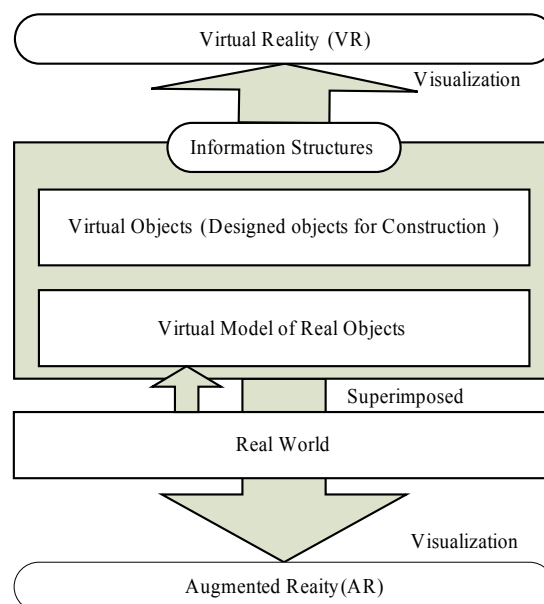 Virtual Reality (VR)
Visualization
Information Structures
Virtual Objects (Designed objects for Construction )
Virtual Model of Real Objects
Superimposed
Real World
Visualization
Augmented Reaity(AR)